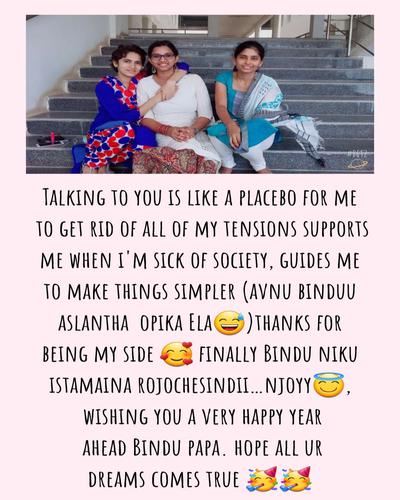 Talking to you is like a placebo for me
to get rid of all of my tensions supports
me when i'm sick of society, guides me
to make things simpler (avnu binduu
aslantha opika Ela😅)thanks for
being my side 🥰 finally Bindu niku
istamaina rojochesindii...njoyy😇,
wishing you a very happy year
ahead Bindu papa. hope all ur
dreams comes true 🥳🥳